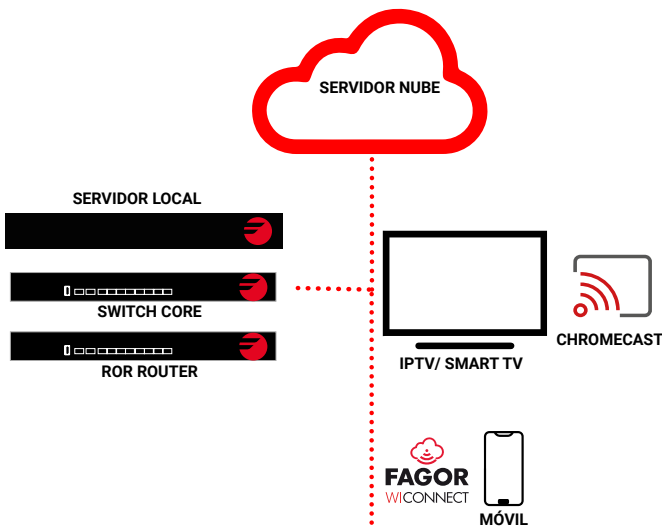 SERVIDOR NUBE
SERVIDOR LOCAL
SWITCH CORE
ROR ROUTER
IPTV/ SMART TV
CHROMECAST
FAGOR
WICONNECT
MÓVIL